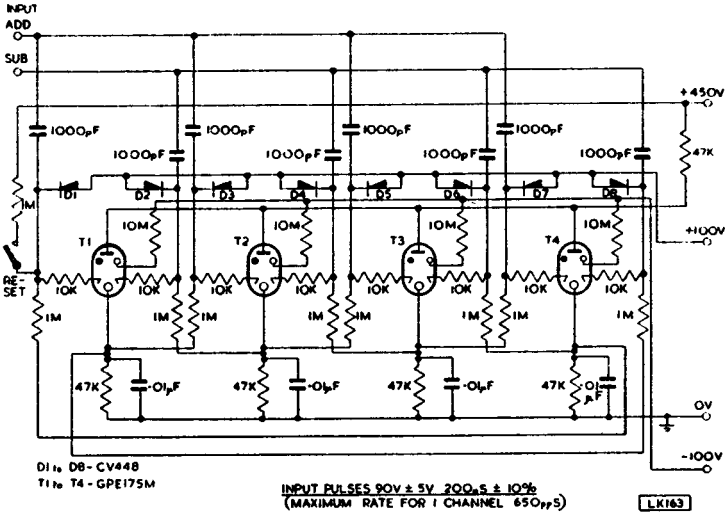 INPUT
ADD
SUB
+450V
1000pF 1000pF 1000pF 1000pF
1000pF 1000pF 1000pF 1000pF
47K
D1 D2 D3 D4 D5 D6 D7 D8
1M
10M 10M 10M 10M
+100V
T1 T2 T3 T4
RE-
SET
10K 10K 10K 10K 10K 10K 10K 10K
1M 1M 1M 1M 1M 1M 1M 1M
47K ·01µF 47K ·01µF 47K ·01µF 47K ·01
µF
0V
-100V
D1 to D8-CV448
T1 to T4-GPE175M
INPUT PULSES 90V ± 5V 200µS ± 10%
(MAXIMUM RATE FOR 1 CHANNEL 650ppS)
LK163